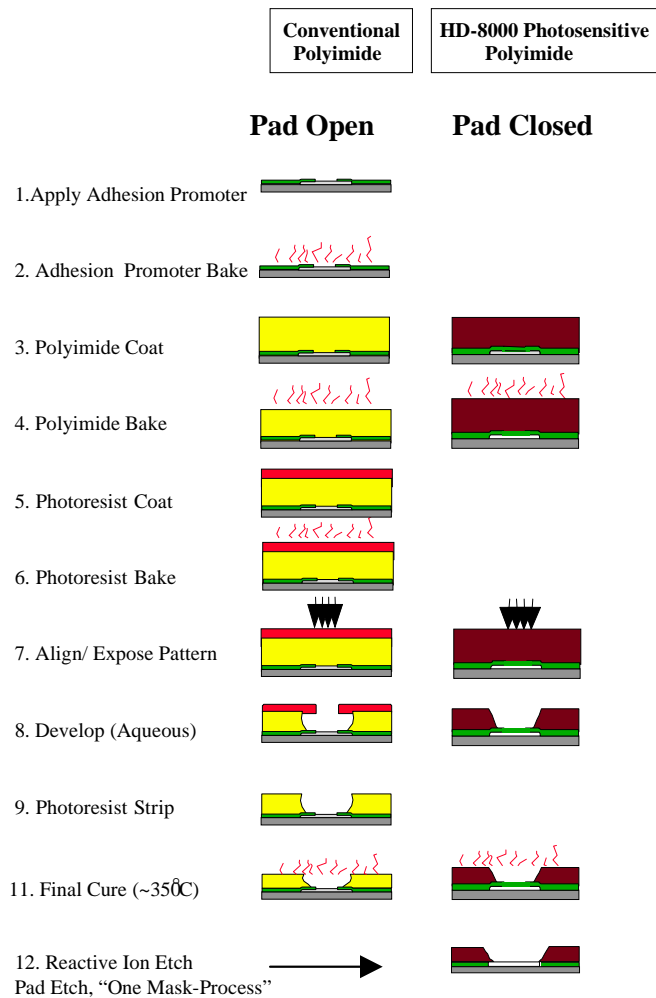 Conventional
Polyimide
HD-8000 Photosensitive
Polyimide
Pad Open
Pad Closed
1.Apply Adhesion Promoter
2. Adhesion Promoter Bake
3. Polyimide Coat
4. Polyimide Bake
5. Photoresist Coat
6. Photoresist Bake
7. Align/ Expose Pattern
8. Develop (Aqueous)
9. Photoresist Strip
11. Final Cure (~350°C)
12. Reactive Ion Etch
Pad Etch, “One Mask-Process”